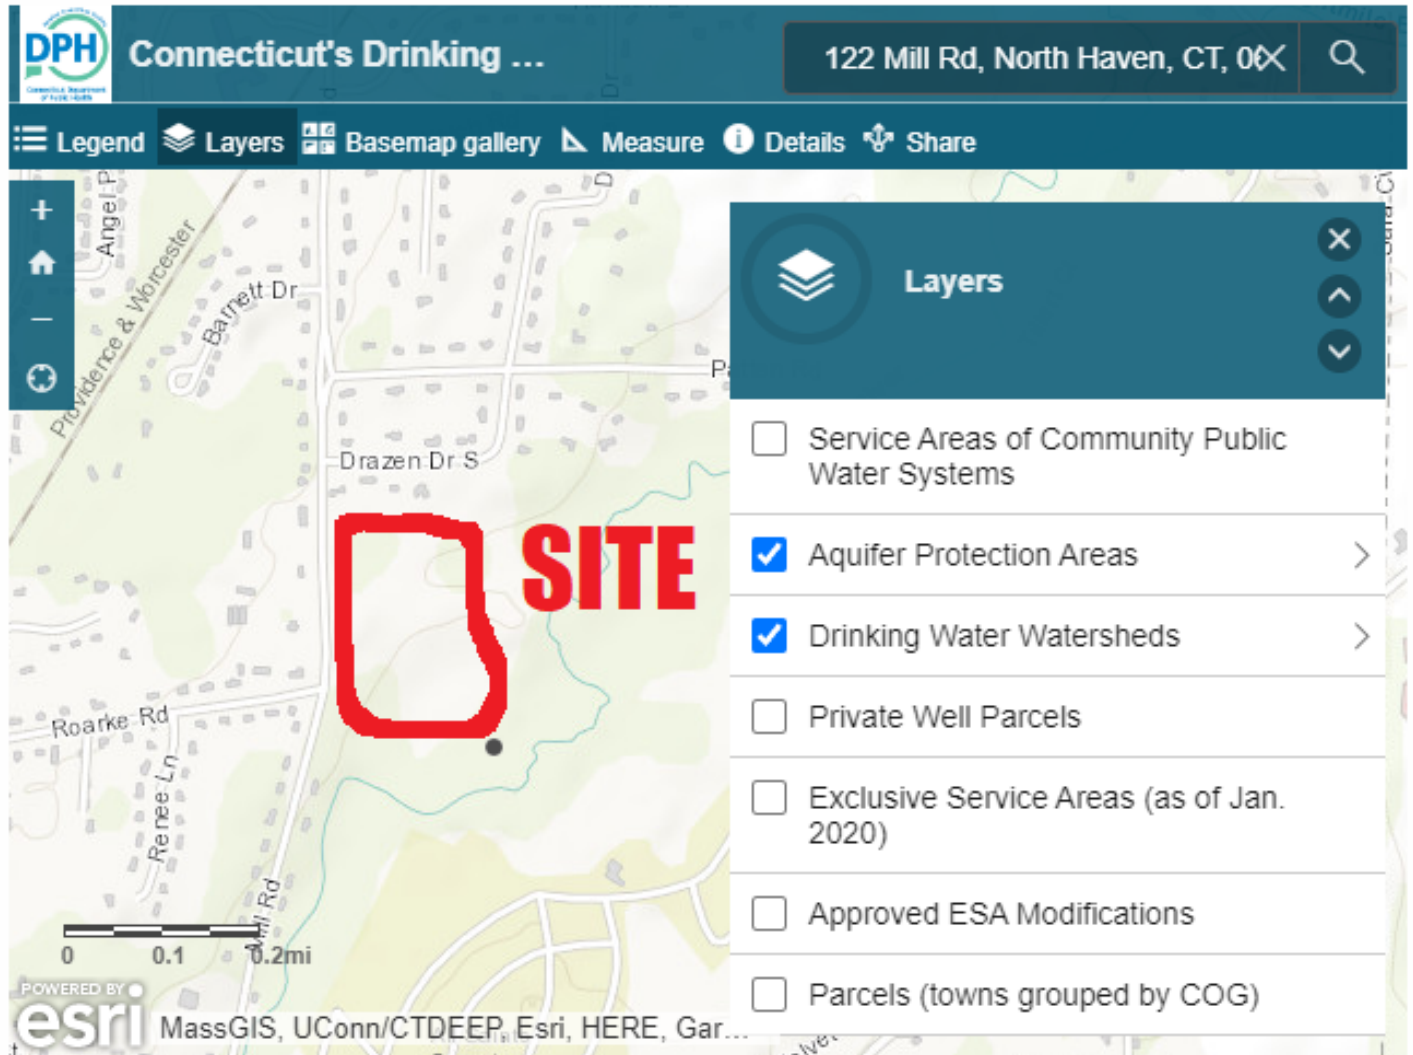 DPH
Connecticut's Drinking ...
122 Mill Rd, North Haven, CT, 0
Legend
Layers
Basemap gallery
Measure
Details
Share
Angel P
D
Providence & Worcester
Barnett Dr
Layers
P
Drazen Dr S
Service Areas of Community Public
Water Systems
SITE
Aquifer Protection Areas
Drinking Water Watersheds
Roarke Rd
Private Well Parcels
Renee Ln
Exclusive Service Areas (as of Jan.
2020)
Mill Rd
Approved ESA Modifications
0 0.1 0.2mi
Parcels (towns grouped by COG)
POWERED BY
esri
MassGIS, UConn/CTDEEP, Esri, HERE, Gar...